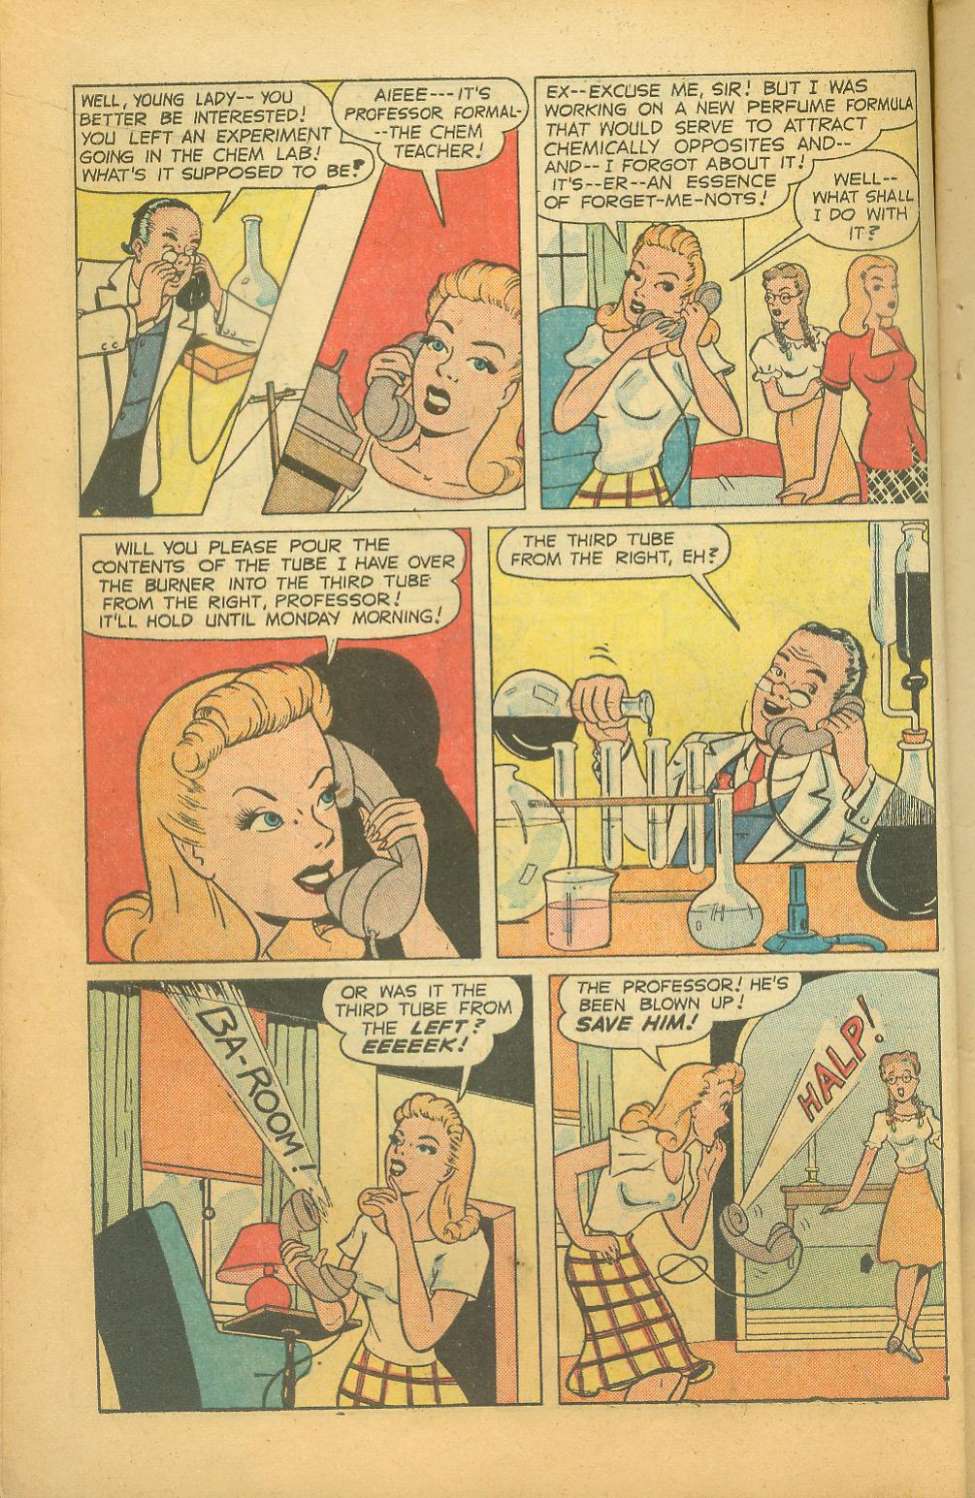 WELL, YOUNG LADY-- YOU
BETTER BE INTERESTED!
YOU LEFT AN EXPERIMENT
GOING IN THE CHEM LAB!
WHAT'S IT SUPPOSED TO BE?
AIEEE---IT'S
PROFESSOR FORMAL-
--THE CHEM
TEACHER!
EX--EXCUSE ME, SIR! BUT I WAS
WORKING ON A NEW PERFUME FORMULA
THAT WOULD SERVE TO ATTRACT
CHEMICALLY OPPOSITES AND--
AND-- I FORGOT ABOUT IT!
IT'S--ER--AN ESSENCE
OF FORGET-ME-NOTS!
WELL--
WHAT SHALL
I DO WITH
IT?
WILL YOU PLEASE POUR THE
CONTENTS OF THE TUBE I HAVE OVER
THE BURNER INTO THE THIRD TUBE
FROM THE RIGHT, PROFESSOR!
IT'LL HOLD UNTIL MONDAY MORNING!
THE THIRD TUBE
FROM THE RIGHT, EH?
BA-ROOM!
OR WAS IT THE
THIRD TUBE FROM
THE LEFT?
EEEEEK!
THE PROFESSOR! HE'S
BEEN BLOWN UP!
SAVE HIM!
HALP!